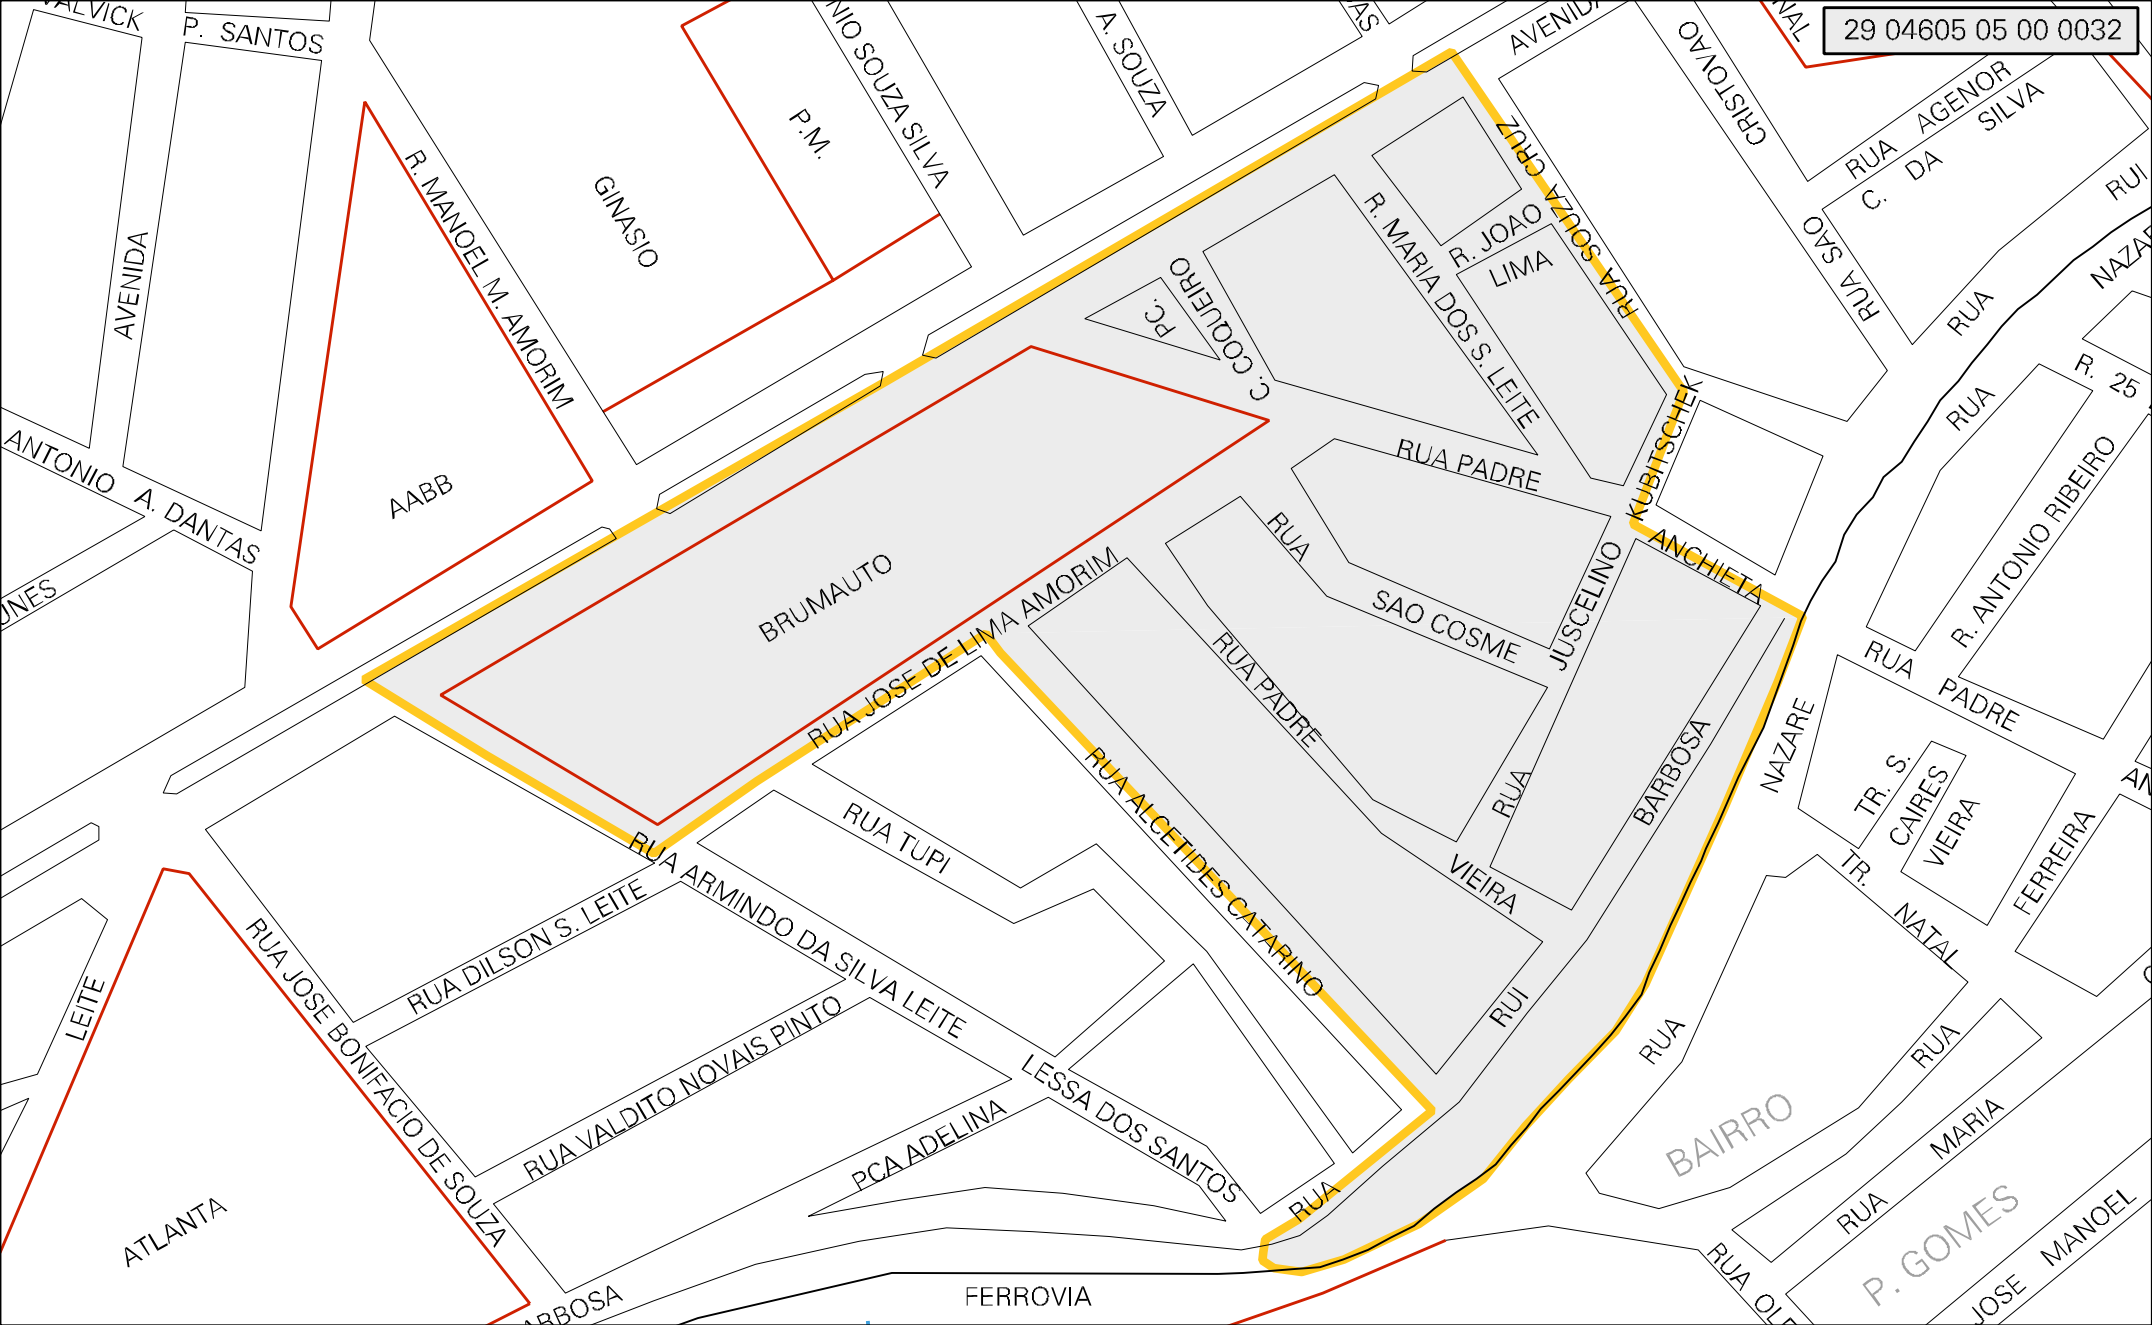 P. SANTOS
29 04605 05 00 0032
A. SOUZA
P.M.
CRISTOVAO
RUA AGENOR
C. DA SILVA
RUA SAO
RUA RUI
R. MANOEL M. AMORIM
GINASIO
AVENIDA
RUA SOUZA CRUZ
R. JOAO
LIMA
R. MARIA DOS S. LEITE
PC.
C. COQUEIRO
R. 25
RUA
ANTONIO A. DANTAS
AABB
RUA PADRE
KUBITSCHEK
ANCHIETA
R. ANTONIO RIBEIRO
BRUMAUTO
RUA
SAO COSME
JUSCELINO
RUA
RUA JOSE DE LIMA AMORIM
RUA PADRE
VIEIRA
RUA PADRE
NAZARE
BARBOSA
RUI
RUA
RUA ALCETIDES CATARINO
RUA TUPI
TR. S.
CAIRES
VIEIRA
FERREIRA
TR. NATAL
RUA ARMINDO DA SILVA LEITE
RUA DILSON S. LEITE
RUA JOSE BONIFACIO DE SOUZA
LEITE
RUA VALDITO NOVAIS PINTO
LESSA DOS SANTOS
PCA ADELINA
RUA
RUA
BAIRRO
P. GOMES
RUA MARIA
JOSE MANOEL
ATLANTA
FERROVIA